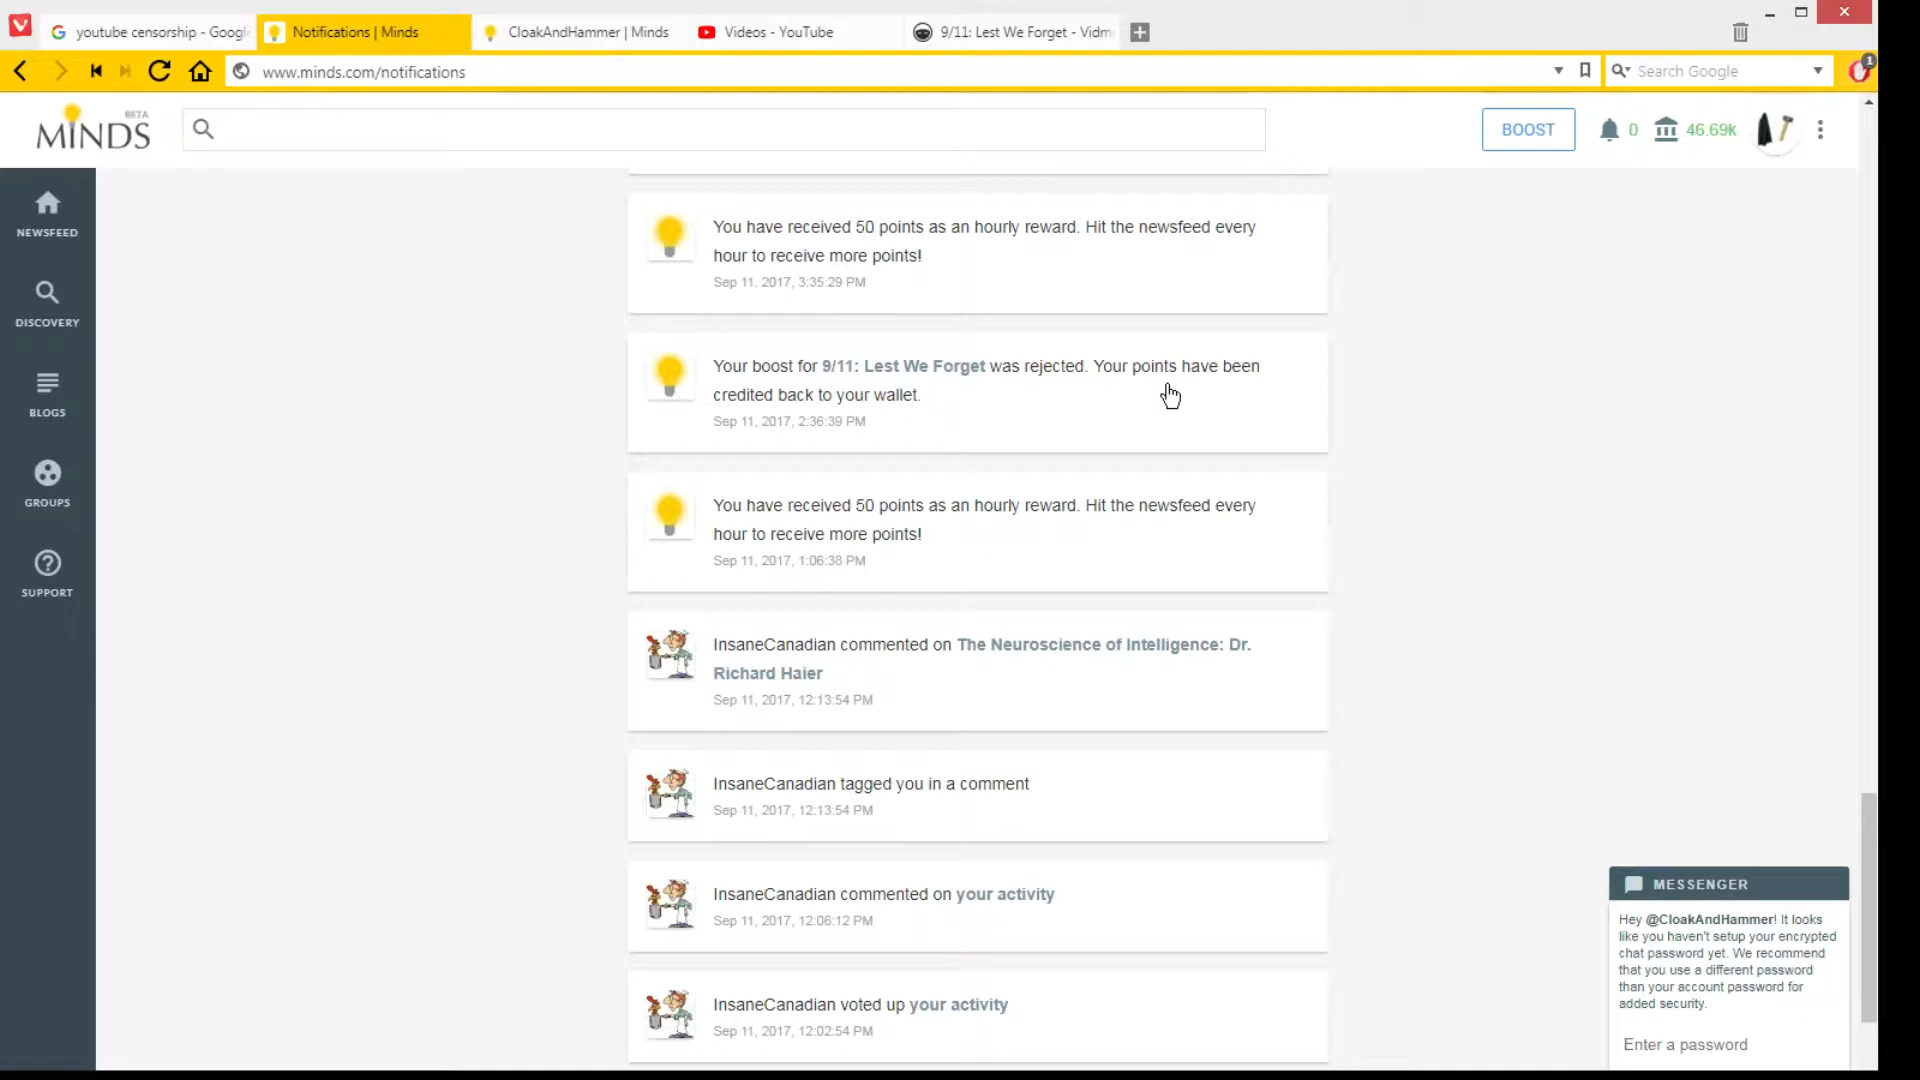 youtube censorship - Googl
Notifications | Minds
CloakAndHammer | Minds
Videos - YouTube
9/11: Lest We Forget - Vidm
www.minds.com/notifications
Search Google
1
BETA
MINDS
BOOST
0
46.69k
NEWSFEED
DISCOVERY
BLOGS
GROUPS
SUPPORT
You have received 50 points as an hourly reward. Hit the newsfeed every
hour to receive more points!
Sep 11, 2017, 3:35:29 PM
Your boost for 9/11: Lest We Forget was rejected. Your points have been
credited back to your wallet.
Sep 11, 2017, 2:36:39 PM
You have received 50 points as an hourly reward. Hit the newsfeed every
hour to receive more points!
Sep 11, 2017, 1:06:38 PM
InsaneCanadian commented on The Neuroscience of Intelligence: Dr.
Richard Haier
Sep 11, 2017, 12:13:54 PM
InsaneCanadian tagged you in a comment
Sep 11, 2017, 12:13:54 PM
InsaneCanadian commented on your activity
Sep 11, 2017, 12:06:12 PM
InsaneCanadian voted up your activity
Sep 11, 2017, 12:02:54 PM
MESSENGER
Hey @CloakAndHammer! It looks
like you haven't setup your encrypted
chat password yet. We recommend
that you use a different password
than your account password for
added security.
Enter a password